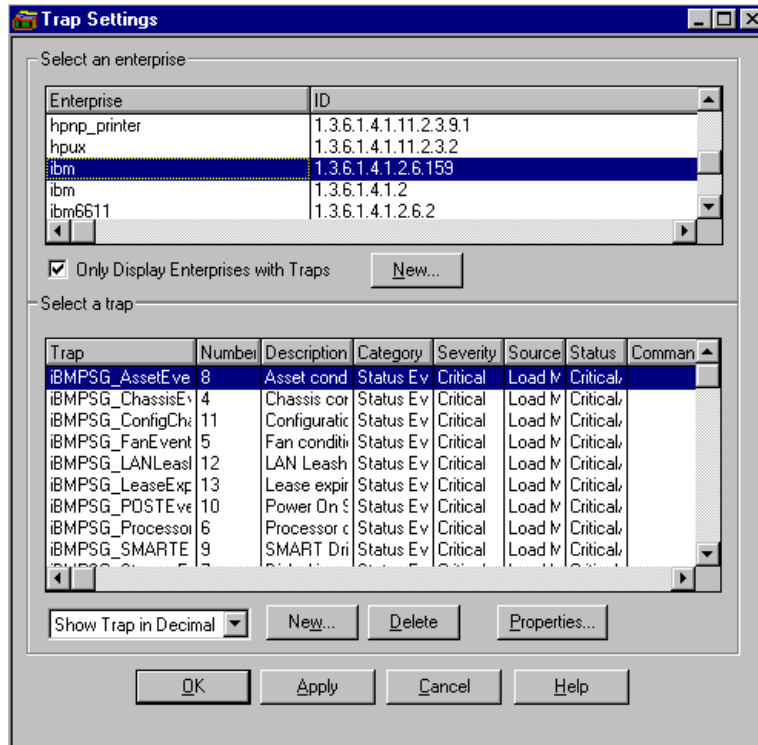 Trap Settings
Select an enterprise
Enterprise ID
hpnp_printer 1.3.6.1.4.1.11.2.3.9.1
hpux 1.3.6.1.4.1.11.2.3.2
ibm 1.3.6.1.4.1.2.6.159
ibm 1.3.6.1.4.1.2
ibm6611 1.3.6.1.4.1.2.6.2
Only Display Enterprises with Traps New...
Select a trap
Trap Number Description Category Severity Source Status Comman
iBMPSG_AssetEve 8 Asset cond Status Ev Critical Load M Critical/
iBMPSG_ChassisEv 4 Chassis cor Status Ev Critical Load M Critical/
iBMPSG_ConfigCha 11 Configuratic Status Ev Critical Load M Critical/
iBMPSG_FanEvent 5 Fan conditi Status Ev Critical Load M Critical/
iBMPSG_LANLeasl 12 LAN Leash Status Ev Critical Load M Critical/
iBMPSG_LeaseExp 13 Lease expir Status Ev Critical Load M Critical/
iBMPSG_POSTEve 10 Power On S Status Ev Critical Load M Critical/
iBMPSG_Processor 6 Processor c Status Ev Critical Load M Critical/
iBMPSG_SMARTE 9 SMART Dri Status Ev Critical Load M Critical/
Show Trap in Decimal New... Delete Properties...
OK Apply Cancel Help